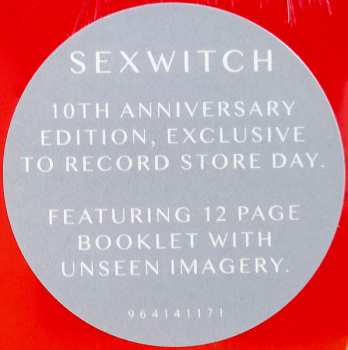 SEXWITCH
10TH ANNIVERSARY
EDITION, EXCLUSIVE
TO RECORD STORE DAY.
FEATURING 12 PAGE
BOOKLET WITH
UNSEEN IMAGERY.
964141171